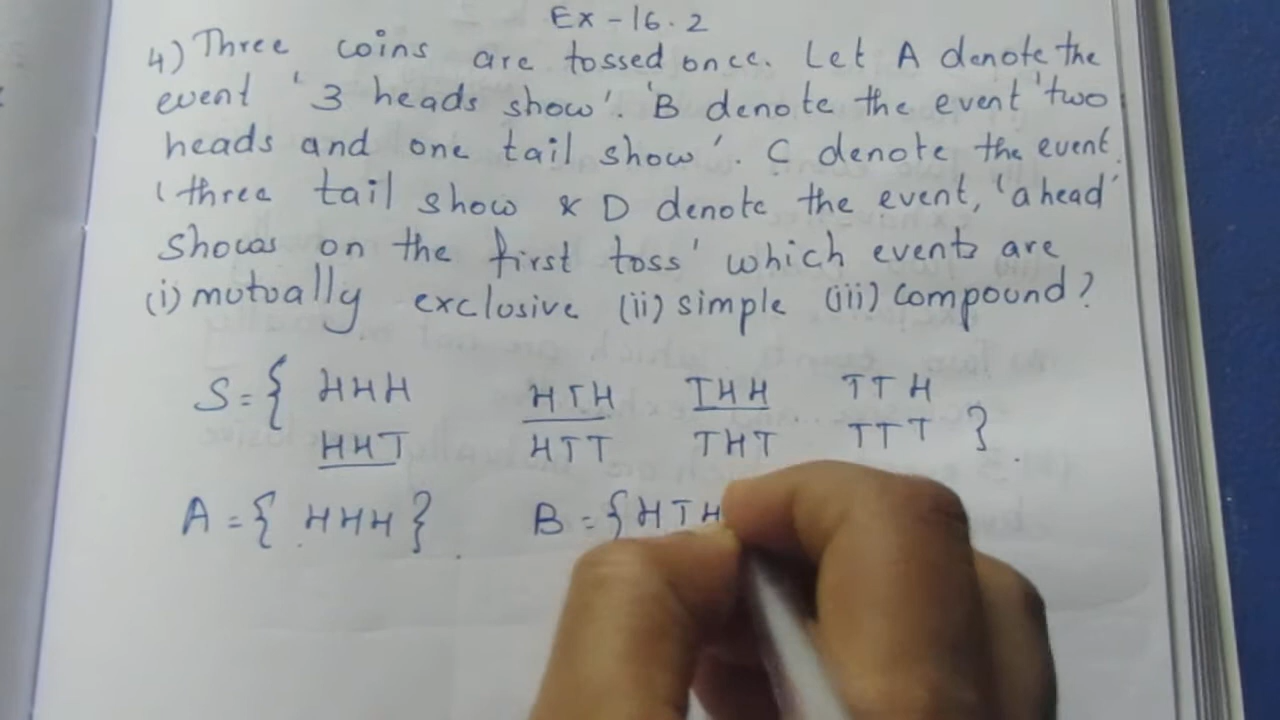 Ex - 16.2
4) Three coins are tossed once. Let A denote the
event '3 heads show'. 'B denote the event 'two
heads and one tail show'. C denote the event.
'three tail show & D denote the event, 'a head'
shows on the first toss' which events are
(i) mutually exclusive (ii) simple (iii) compound?
S = { HHH HTH THH TTH
HHT HTT THT TTT }.
A = { HHH }. B = { HTH